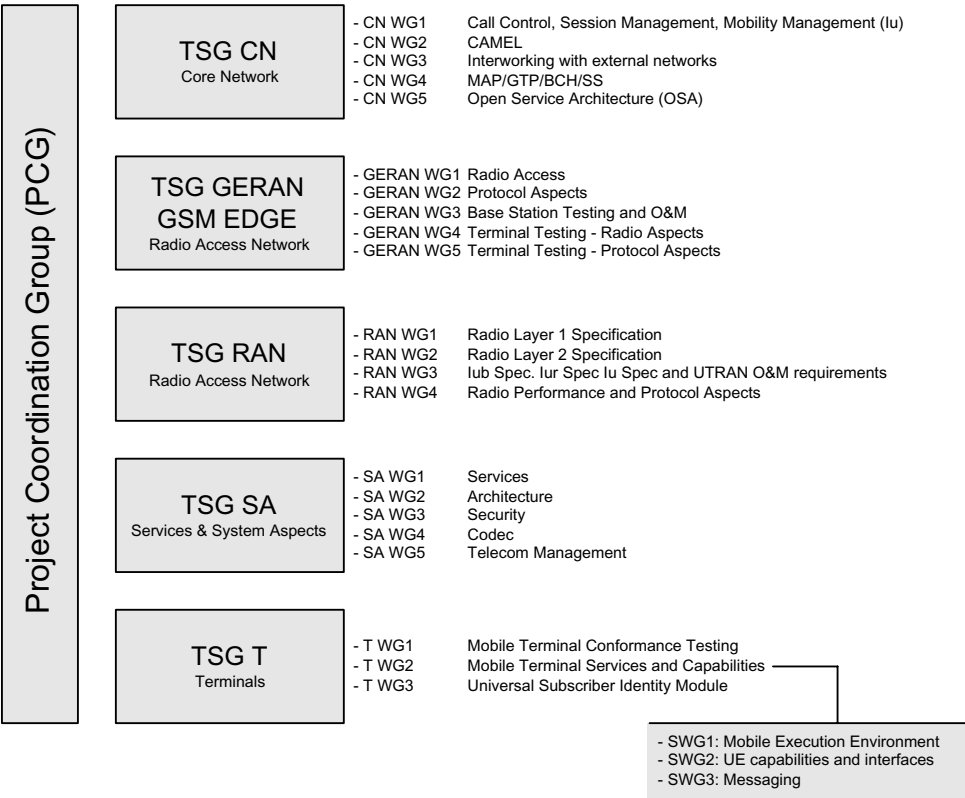 Project Coordination Group (PCG)
TSG CN
Core Network
- CN WG1 Call Control, Session Management, Mobility Management (Iu)
- CN WG2 CAMEL
- CN WG3 Interworking with external networks
- CN WG4 MAP/GTP/BCH/SS
- CN WG5 Open Service Architecture (OSA)
TSG GERAN
GSM EDGE
Radio Access Network
- GERAN WG1 Radio Access
- GERAN WG2 Protocol Aspects
- GERAN WG3 Base Station Testing and O&M
- GERAN WG4 Terminal Testing - Radio Aspects
- GERAN WG5 Terminal Testing - Protocol Aspects
TSG RAN
Radio Access Network
- RAN WG1 Radio Layer 1 Specification
- RAN WG2 Radio Layer 2 Specification
- RAN WG3 Iub Spec. Iur Spec Iu Spec and UTRAN O&M requirements
- RAN WG4 Radio Performance and Protocol Aspects
TSG SA
Services & System Aspects
- SA WG1 Services
- SA WG2 Architecture
- SA WG3 Security
- SA WG4 Codec
- SA WG5 Telecom Management
TSG T
Terminals
- T WG1 Mobile Terminal Conformance Testing
- T WG2 Mobile Terminal Services and Capabilities
- T WG3 Universal Subscriber Identity Module
- SWG1: Mobile Execution Environment
- SWG2: UE capabilities and interfaces
- SWG3: Messaging